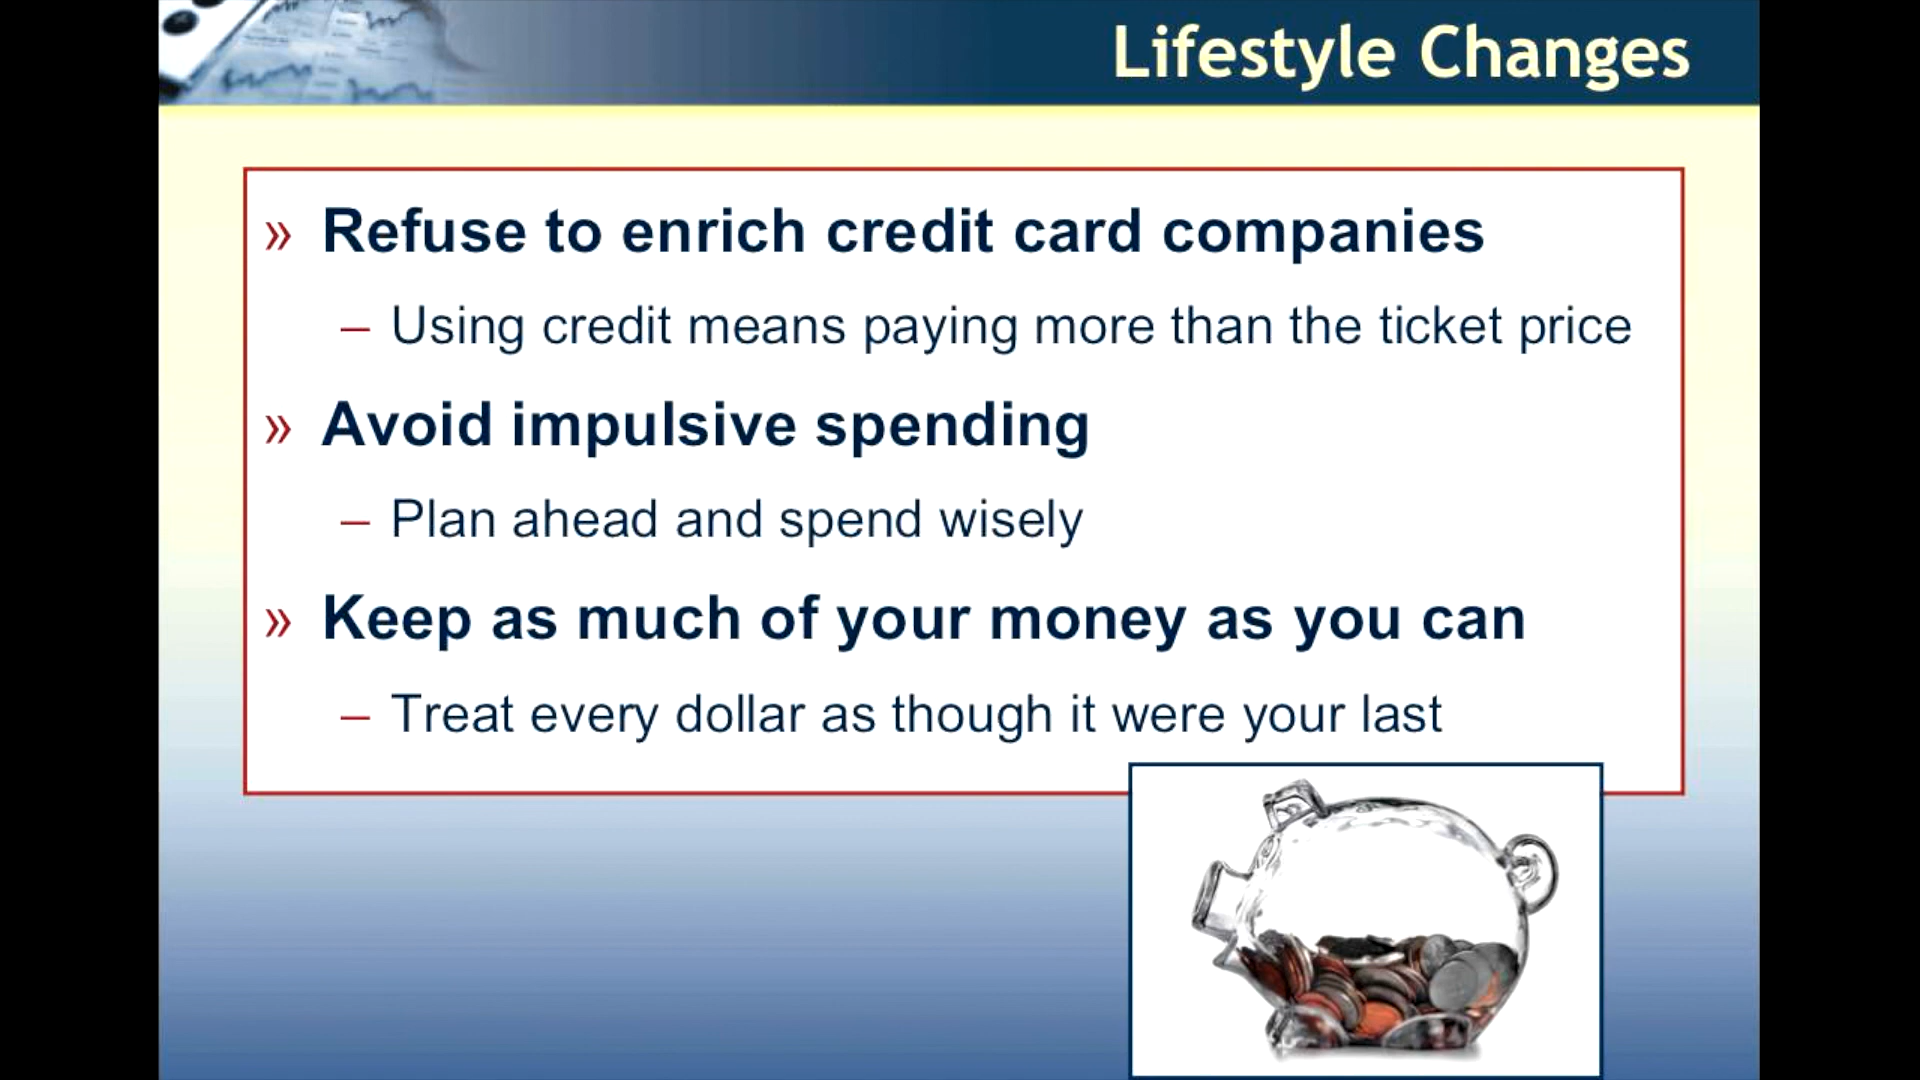 Lifestyle Changes
» Refuse to enrich credit card companies
– Using credit means paying more than the ticket price
» Avoid impulsive spending
– Plan ahead and spend wisely
» Keep as much of your money as you can
– Treat every dollar as though it were your last